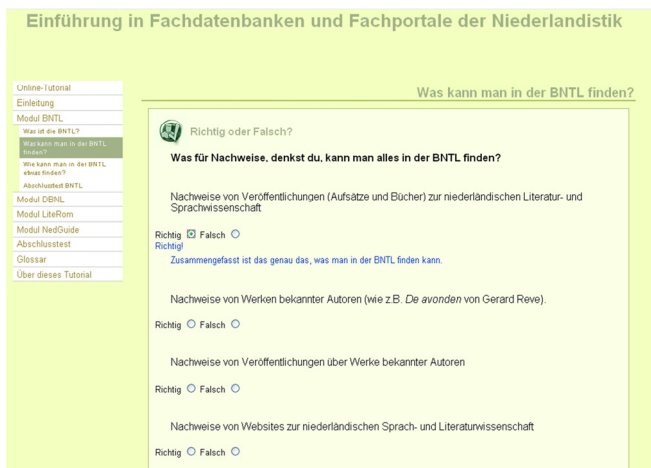 Einführung in Fachdatenbanken und Fachportale der Niederlandistik
Online-Tutorial
Einleitung
Modul BNTL
Was ist die BNTL?
Was kann man in der BNTL
finden?
Wie kann man in der BNTL
etwas finden?
Abschlusstest BNTL
Modul DBNL
Modul LiteRom
Modul NedGuide
Abschlusstest
Glossar
Über dieses Tutorial
Was kann man in der BNTL finden?
Richtig oder Falsch?
Was für Nachweise, denkst du, kann man alles in der BNTL finden?
Nachweise von Veröffentlichungen (Aufsätze und Bücher) zur niederländischen Literatur- und
Sprachwissenschaft
Richtig Falsch
Richtig!
Zusammengefasst ist das genau das, was man in der BNTL finden kann.
Nachweise von Werken bekannter Autoren (wie z.B. De avonden von Gerard Reve).
Richtig Falsch
Nachweise von Veröffentlichungen über Werke bekannter Autoren
Richtig Falsch
Nachweise von Websites zur niederländischen Sprach- und Literaturwissenschaft
Richtig Falsch